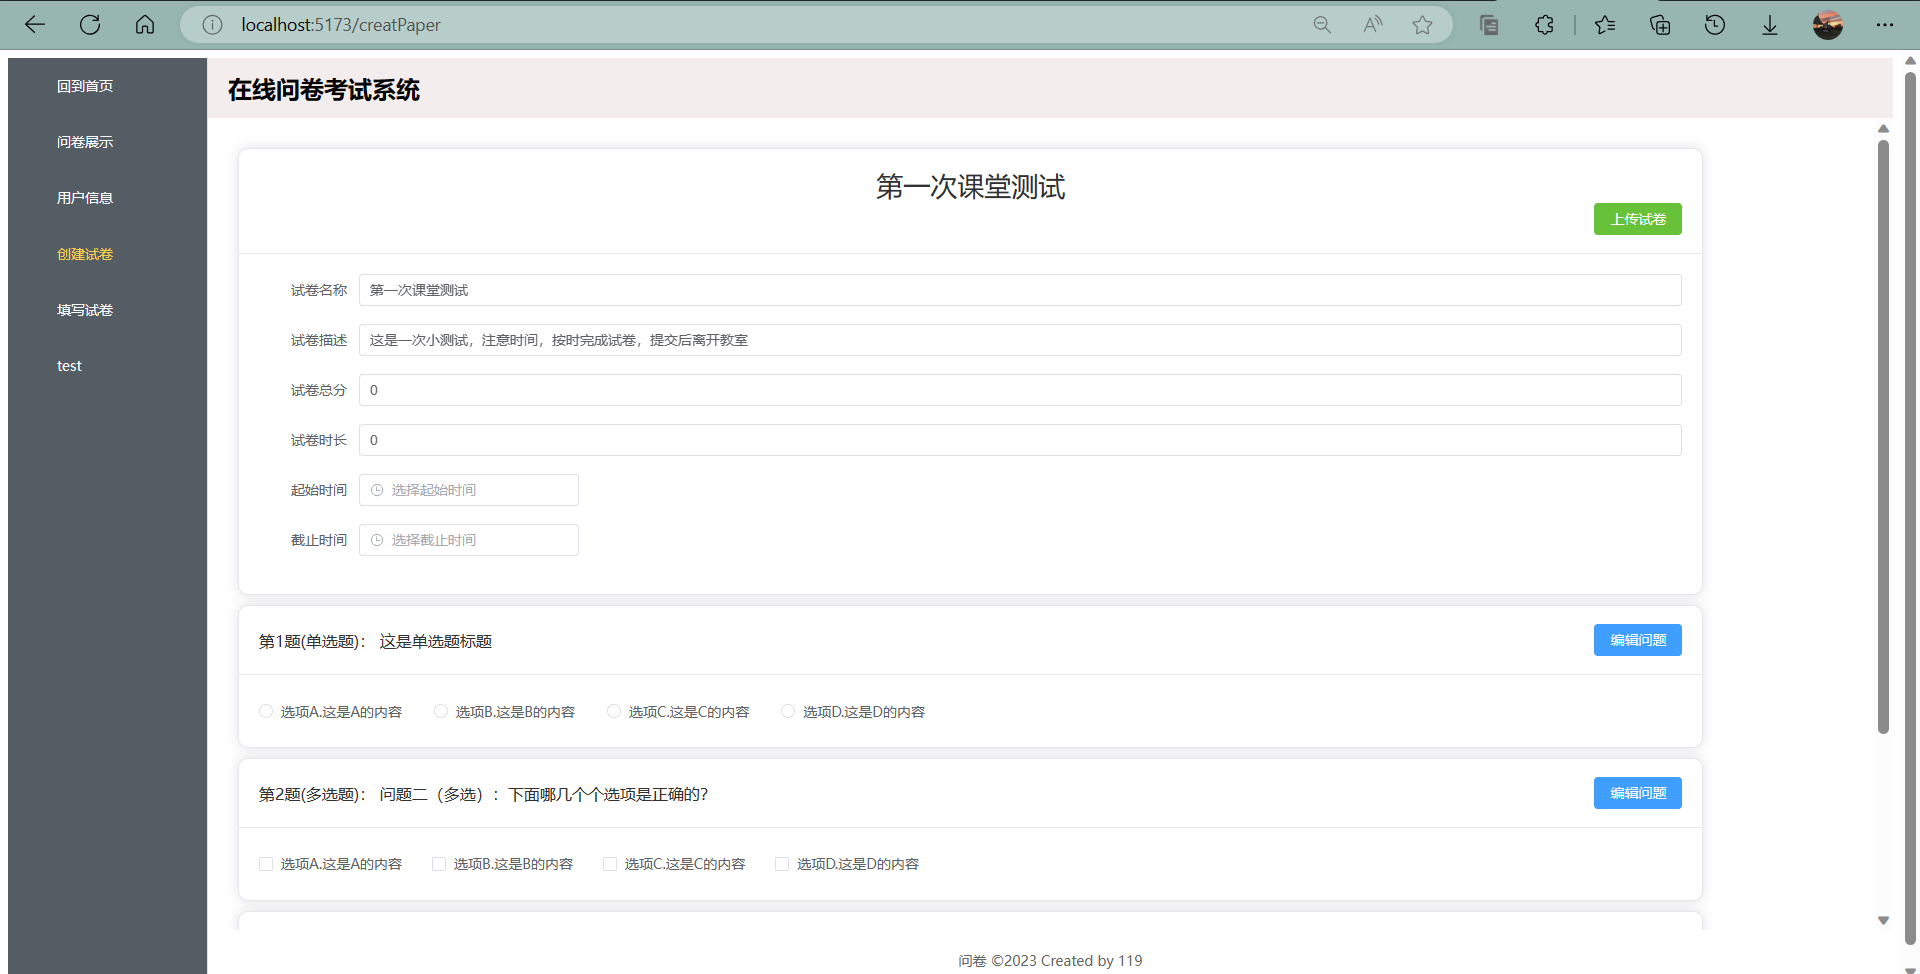 localhost:5173/creatPaper
回到首页
问卷展示
用户信息
创建试卷
填写试卷
test
在线问卷考试系统
第一次课堂测试
上传试卷
试卷名称 第一次课堂测试
试卷描述 这是一次小测试，注意时间，按时完成试卷，提交后离开教室
试卷总分 0
试卷时长 0
起始时间 选择起始时间
截止时间 选择截止时间
第1题(单选题)： 这是单选题标题 编辑问题
选项A.这是A的内容 选项B.这是B的内容 选项C.这是C的内容 选项D.这是D的内容
第2题(多选题)： 问题二（多选）：下面哪几个个选项是正确的? 编辑问题
选项A.这是A的内容 选项B.这是B的内容 选项C.这是C的内容 选项D.这是D的内容
问卷 ©2023 Created by 119